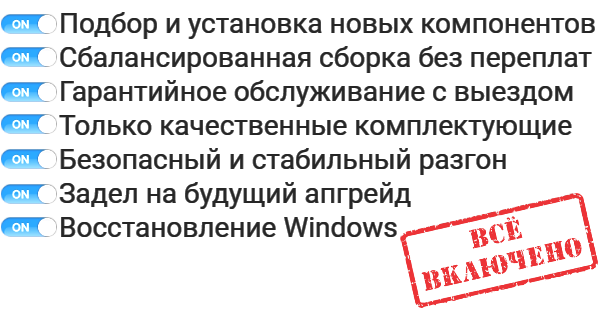 ON Подбор и установка новых компонентов
ON Сбалансированная сборка без переплат
ON Гарантийное обслуживание с выездом
ON Только качественные комплектующие
ON Безопасный и стабильный разгон
ON Задел на будущий апгрейд
ON Восстановление Windows
ВСЁ
ВКЛЮЧЕНО